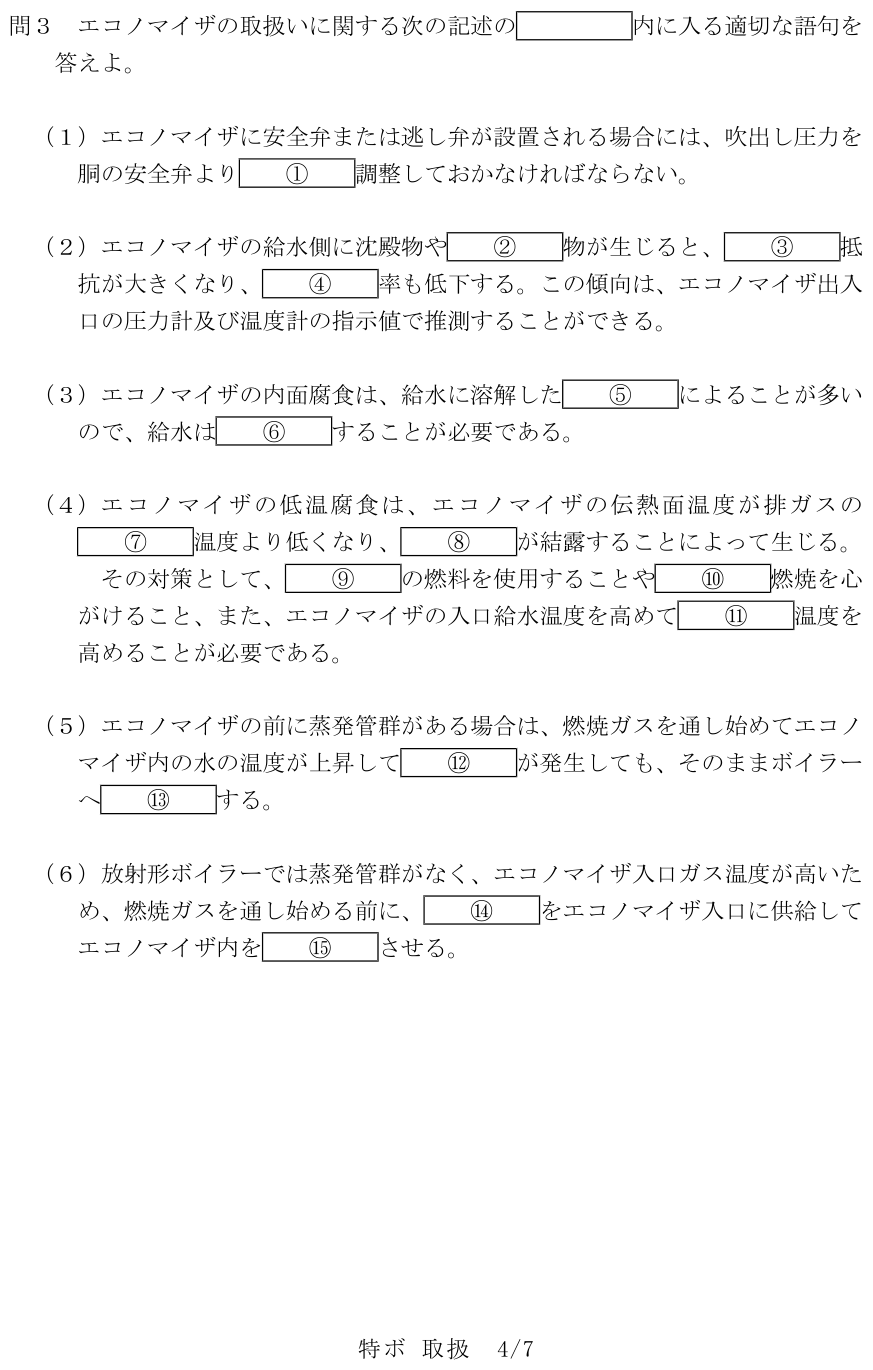 問３　エコノマイザの取扱いに関する次の記述の　　　　　内に入る適切な語句を
答えよ。
（１）エコノマイザに安全弁または逃し弁が設置される場合には、吹出し圧力を
胴の安全弁より　①　調整しておかなければならない。
（２）エコノマイザの給水側に沈殿物や　②　物が生じると、　③　抵
抗が大きくなり、　④　率も低下する。この傾向は、エコノマイザ出入
口の圧力計及び温度計の指示値で推測することができる。
（３）エコノマイザの内面腐食は、給水に溶解した　⑤　によることが多い
ので、給水は　⑥　することが必要である。
（４）エコノマイザの低温腐食は、エコノマイザの伝熱面温度が排ガスの
⑦　温度より低くなり、　⑧　が結露することによって生じる。
その対策として、　⑨　の燃料を使用することや　⑩　燃焼を心
がけること、また、エコノマイザの入口給水温度を高めて　⑪　温度を
高めることが必要である。
（５）エコノマイザの前に蒸発管群がある場合は、燃焼ガスを通し始めてエコノ
マイザ内の水の温度が上昇して　⑫　が発生しても、そのままボイラー
へ　⑬　する。
（６）放射形ボイラーでは蒸発管群がなく、エコノマイザ入口ガス温度が高いた
め、燃焼ガスを通し始める前に、　⑭　をエコノマイザ入口に供給して
エコノマイザ内を　⑮　させる。
特ボ 取扱　4/7